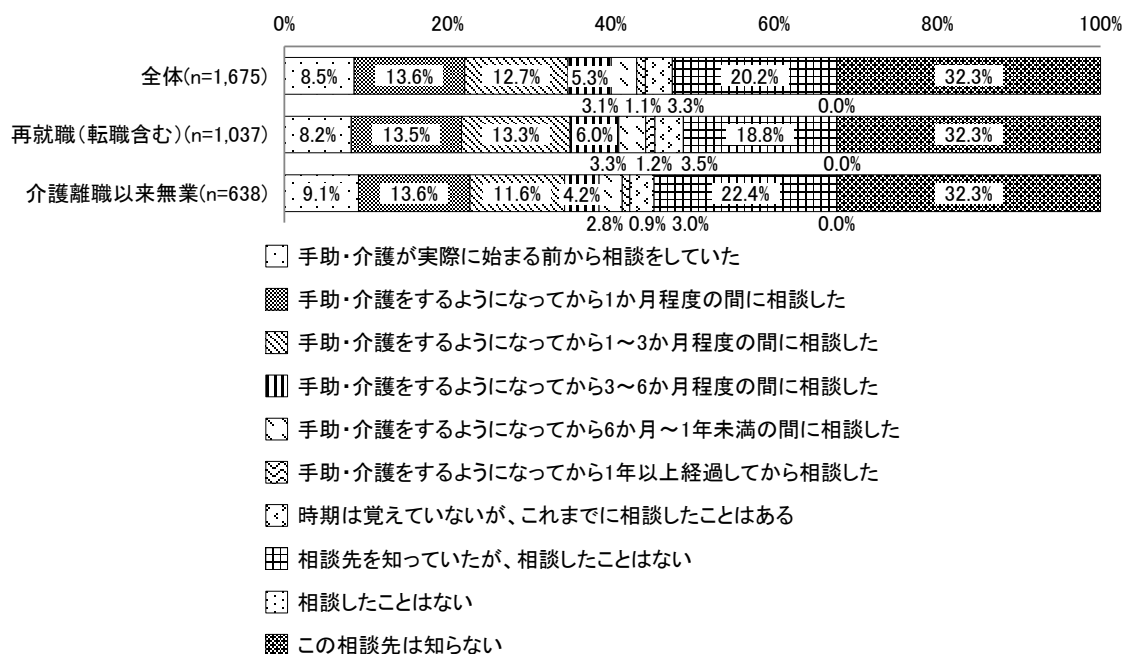 0% 20% 40% 60% 80% 100%
全体(n=1,675) 8.5% 13.6% 12.7% 5.3% 20.2% 32.3%
3.1% 1.1% 3.3% 0.0%
再就職(転職含む)(n=1,037) 8.2% 13.5% 13.3% 6.0% 18.8% 32.3%
3.3% 1.2% 3.5% 0.0%
介護離職以来無業(n=638) 9.1% 13.6% 11.6% 4.2% 22.4% 32.3%
2.8% 0.9% 3.0% 0.0%
手助・介護が実際に始まる前から相談をしていた
手助・介護をするようになってから1か月程度の間に相談した
手助・介護をするようになってから1～3か月程度の間に相談した
手助・介護をするようになってから3～6か月程度の間に相談した
手助・介護をするようになってから6か月～1年未満の間に相談した
手助・介護をするようになってから1年以上経過してから相談した
時期は覚えていないが、これまでに相談したことはある
相談先を知っていたが、相談したことはない
相談したことはない
この相談先は知らない